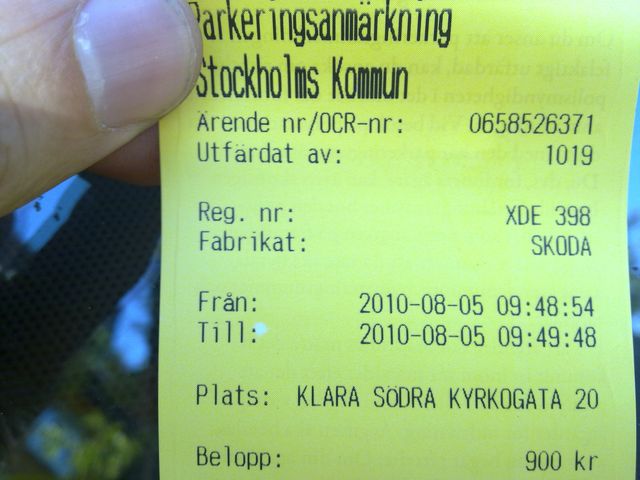 Parkeringsanmärkning
Stockholms Kommun
Ärende nr/OCR-nr: 0658526371
Utfärdat av: 1019
Reg. nr: XDE 398
Fabrikat: SKODA
Från: 2010-08-05 09:48:54
Till: 2010-08-05 09:49:48
Plats: KLARA SÖDRA KYRKOGATA 20
Belopp: 900 kr